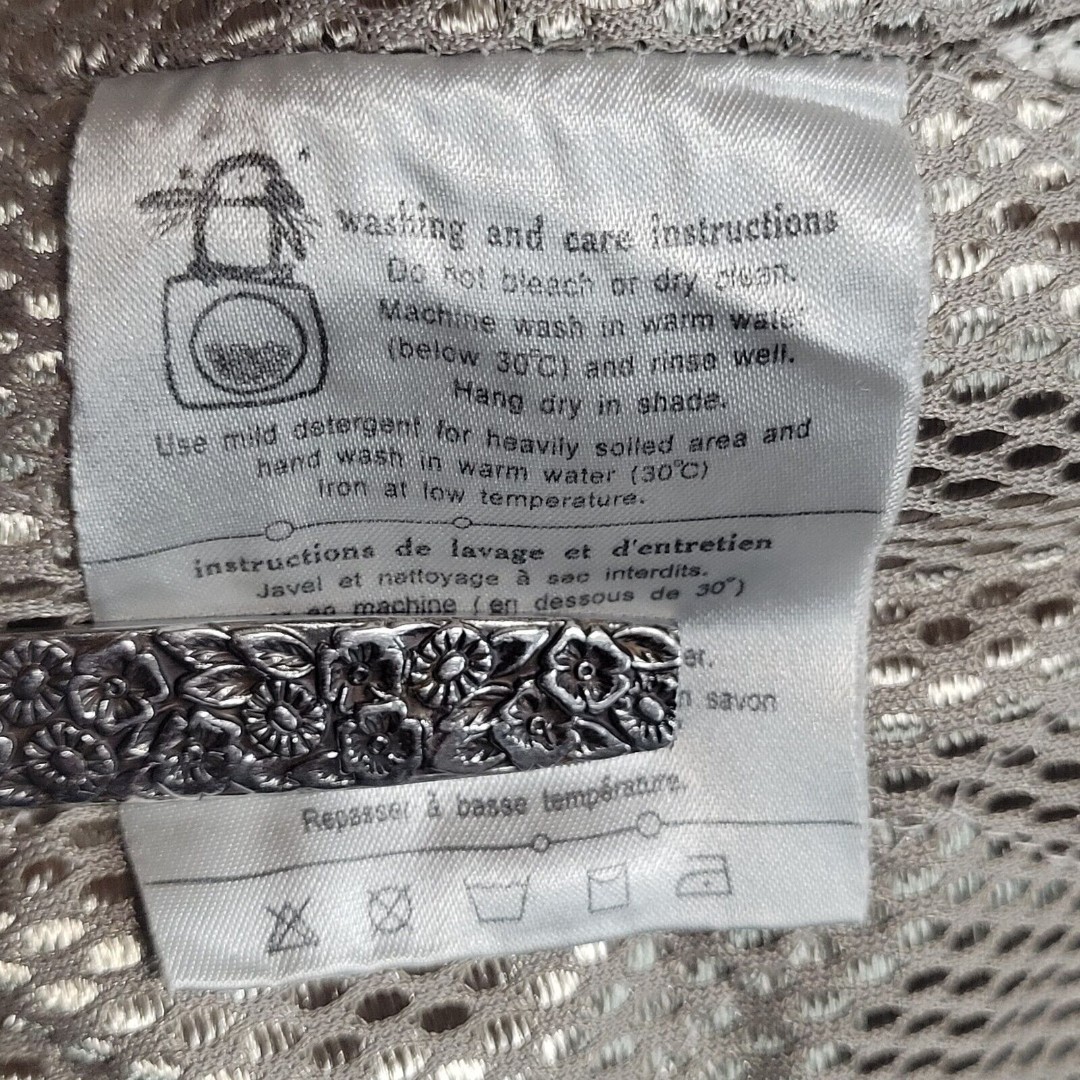 washing and care instructions
Do not bleach or dry clean.
Machine wash in warm water
(below 30°C) and rinse well.
Hang dry in shade.
Use mild detergent for heavily soiled area and
hand wash in warm water (30°C)
Iron at low temperature.
instructions de lavage et d'entretien
Javel et nettoyage à sec interdits.
en machine (en dessous de 30°)
savon
Repasser à basse température.